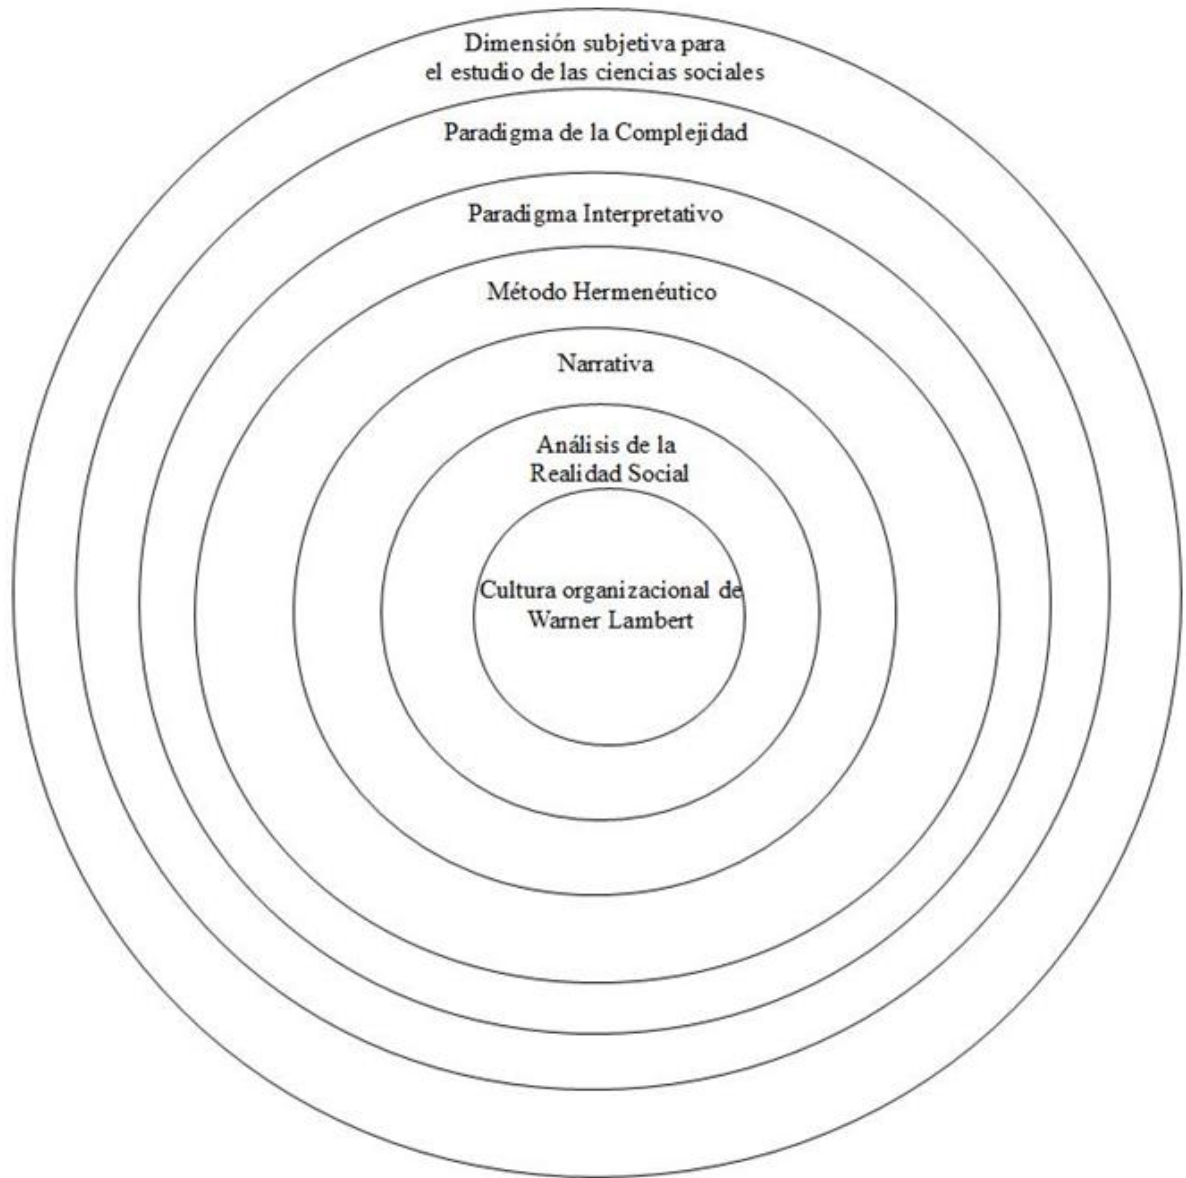 Dimensión subjetiva para
el estudio de las ciencias sociales
Paradigma de la Complejidad
Paradigma Interpretativo
Método Hermenéutico
Narrativa
Análisis de la
Realidad Social
Cultura organizacional de
Warner Lambert